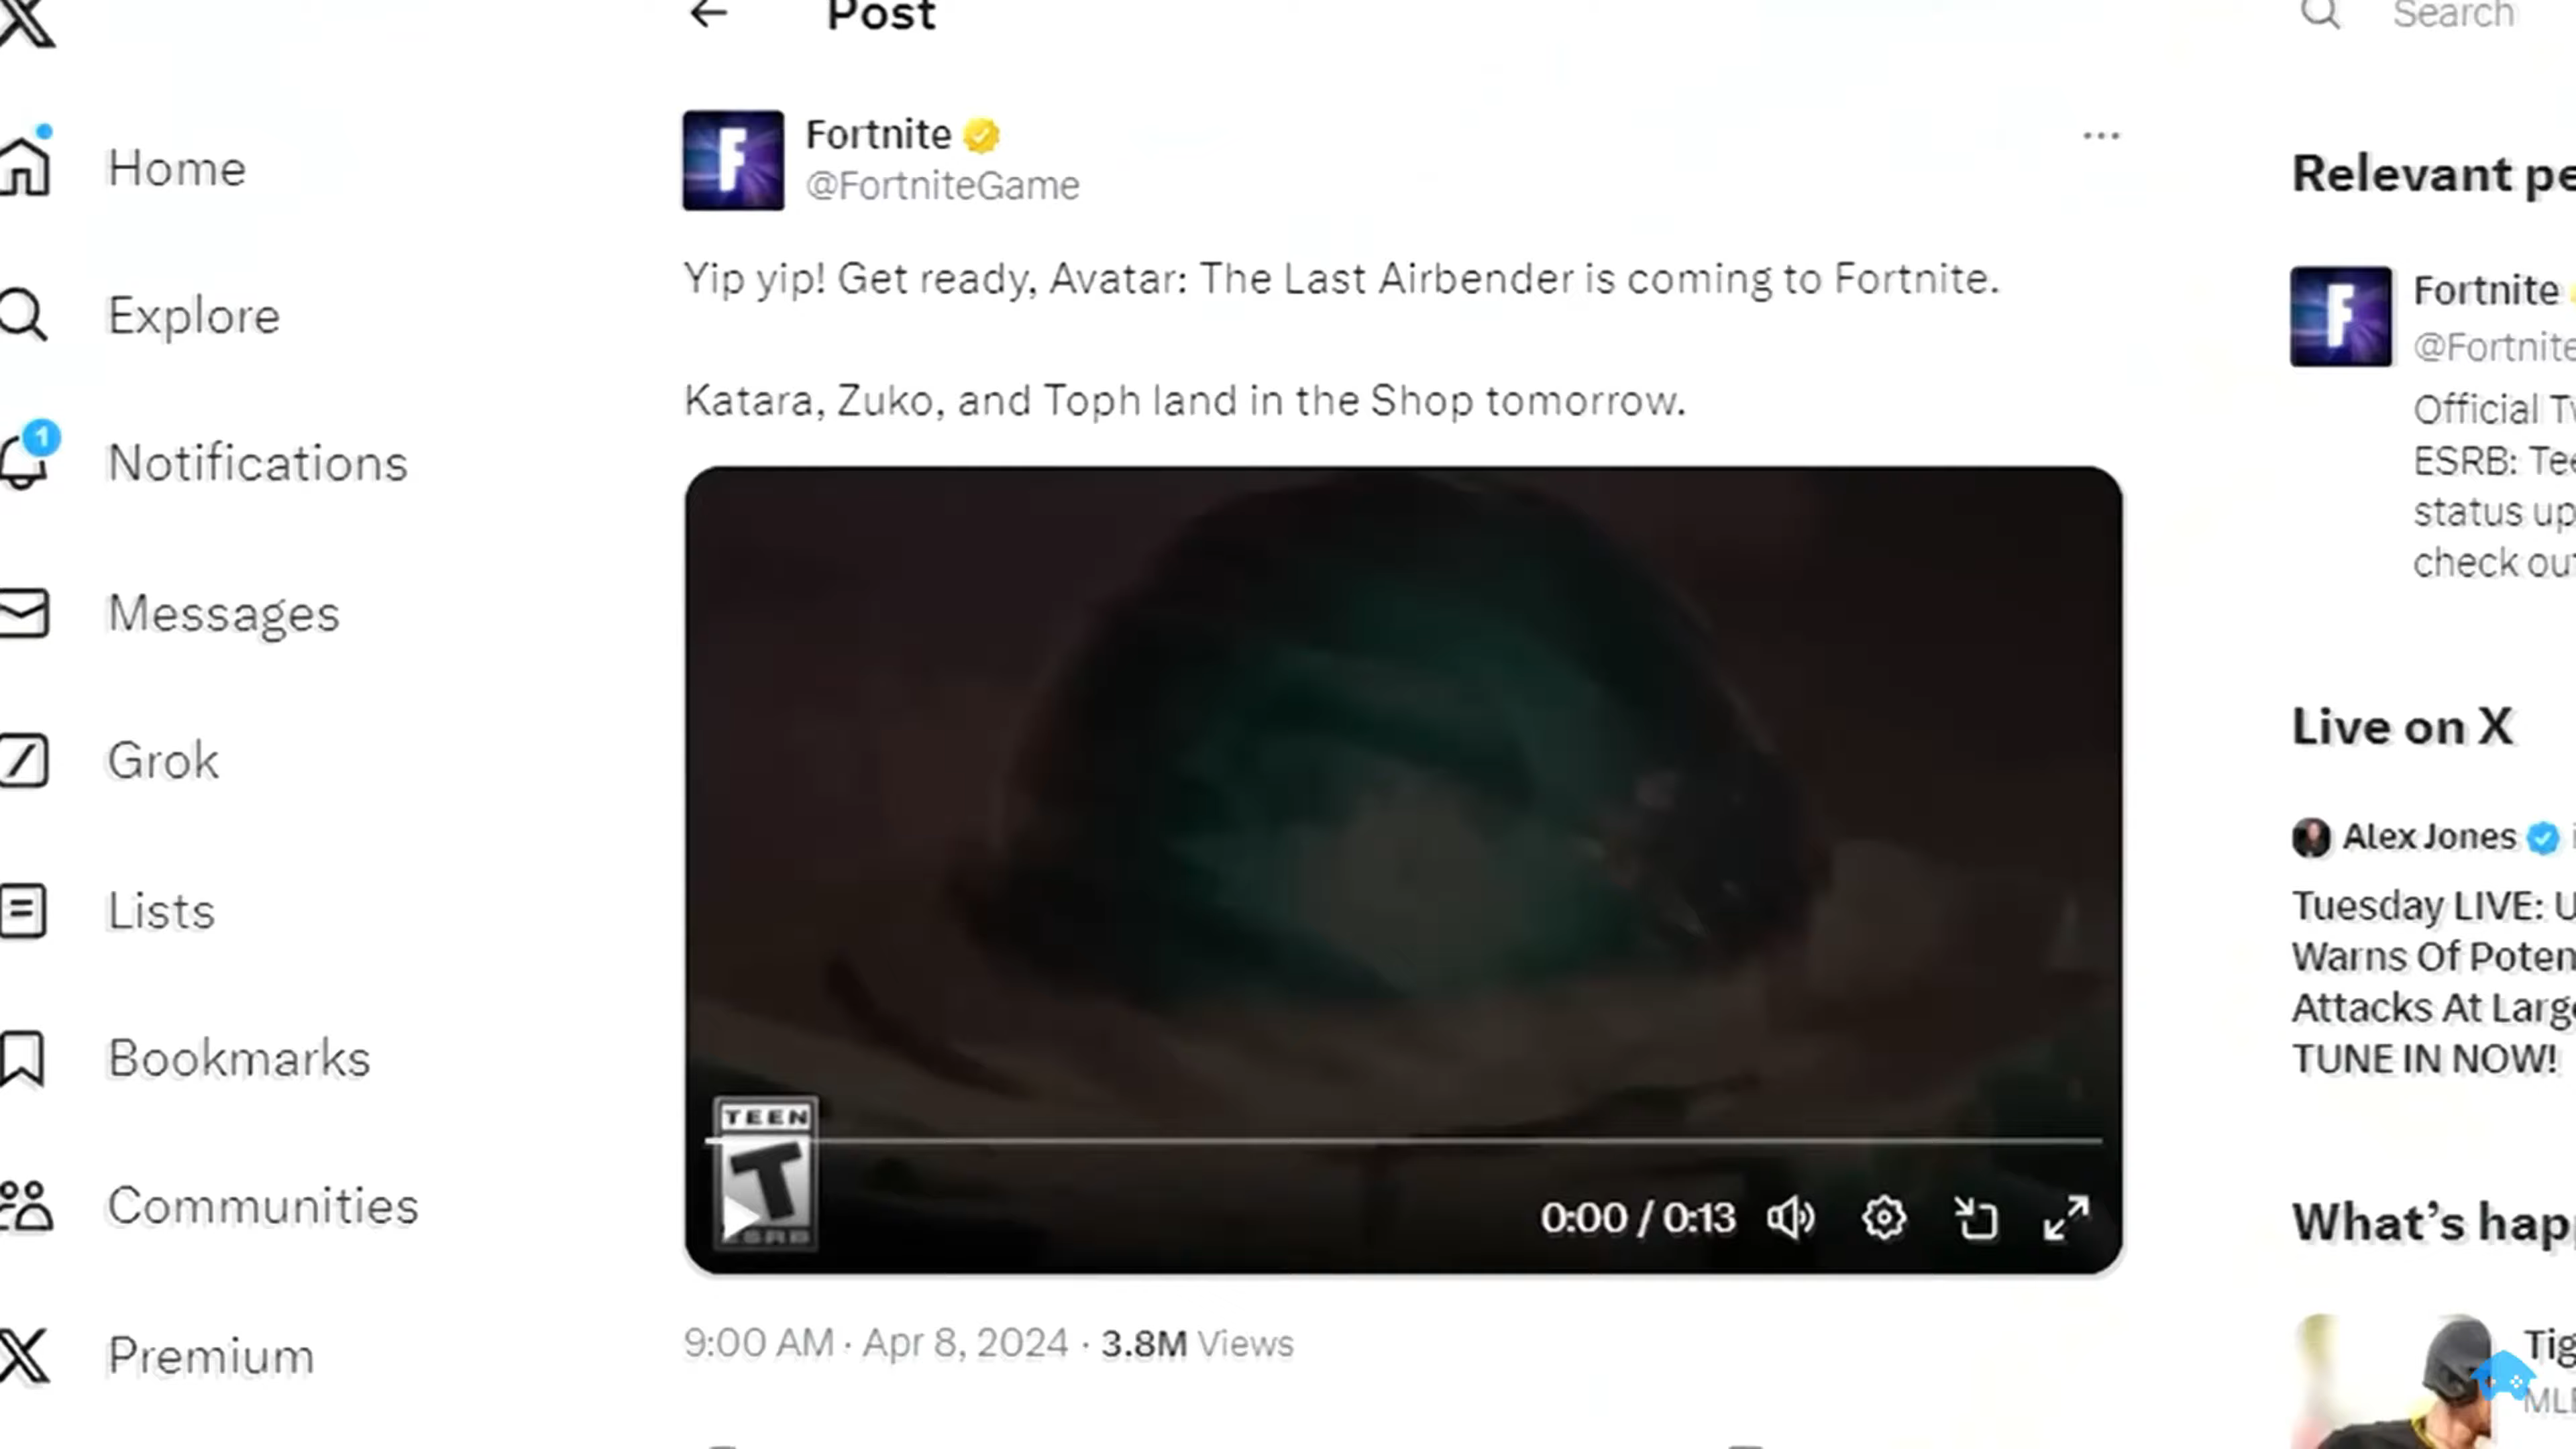 Post
Search
Home
Explore
Notifications
1
Messages
Grok
Lists
Bookmarks
Communities
Premium
Fortnite
@FortniteGame
Yip yip! Get ready, Avatar: The Last Airbender is coming to Fortnite.
Katara, Zuko, and Toph land in the Shop tomorrow.
TEEN
T
ESRB
0:00 / 0:13
9:00 AM · Apr 8, 2024 · 3.8M Views
Relevant pe
Fortnite
@Fortnite
Official Tw
ESRB: Tee
status up
check out
Live on X
Alex Jones
Tuesday LIVE: U
Warns Of Poten
Attacks At Large
TUNE IN NOW!
What's hap
Tig
MLB